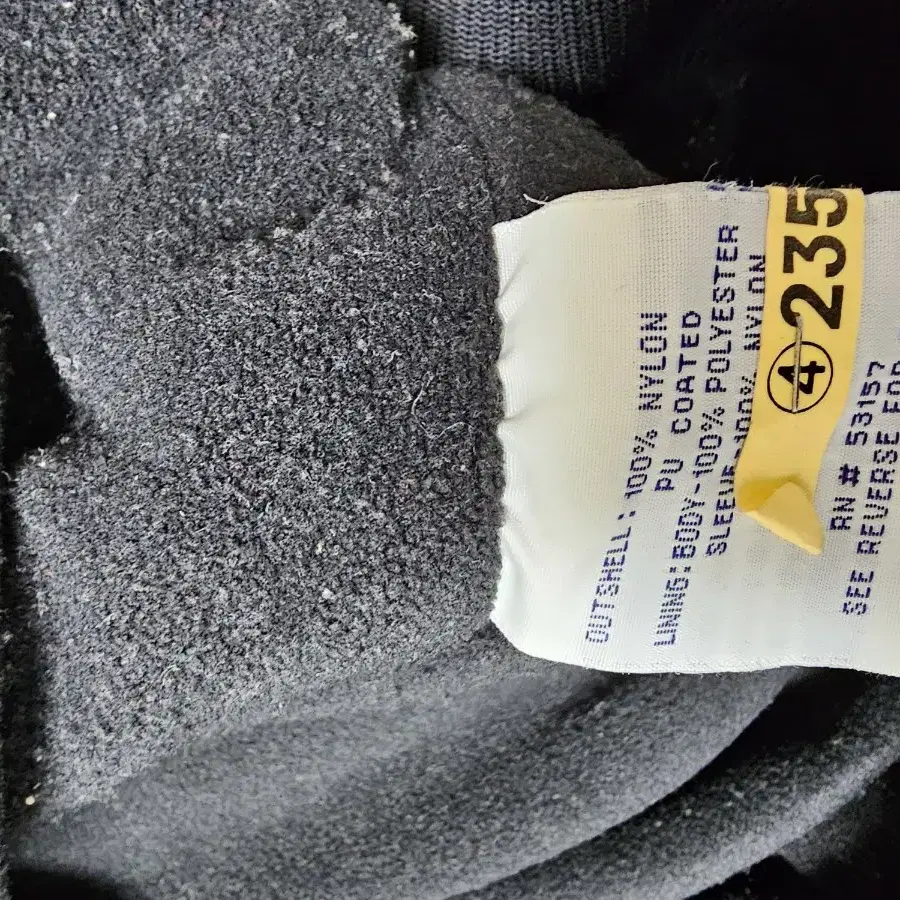 OUTSHELL: 100% NYLON
PU COATED
LINING: BODY-100% POLYESTER
SLEEVE-100% NYLON
④ 235
RN# 53157
SEE REVERSE FOR